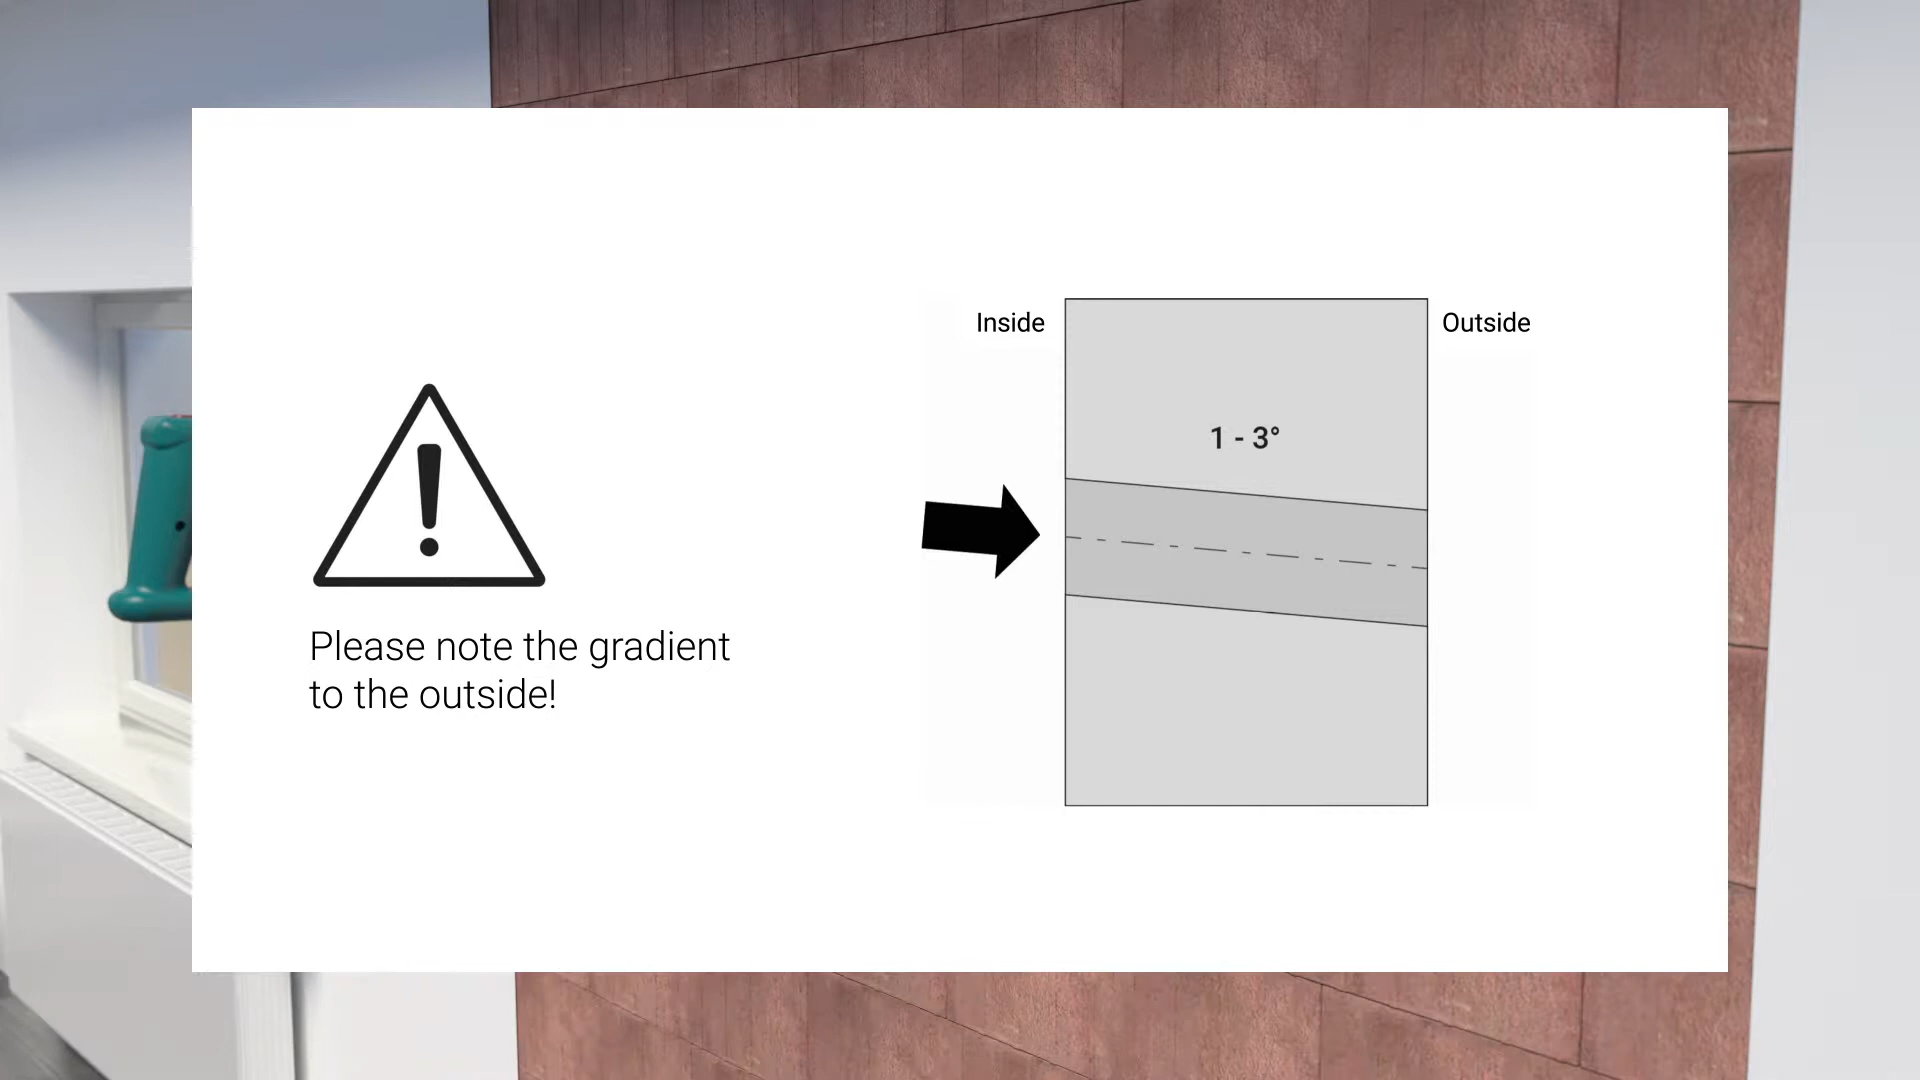 Please note the gradient
to the outside!
Inside
Outside
1 - 3°